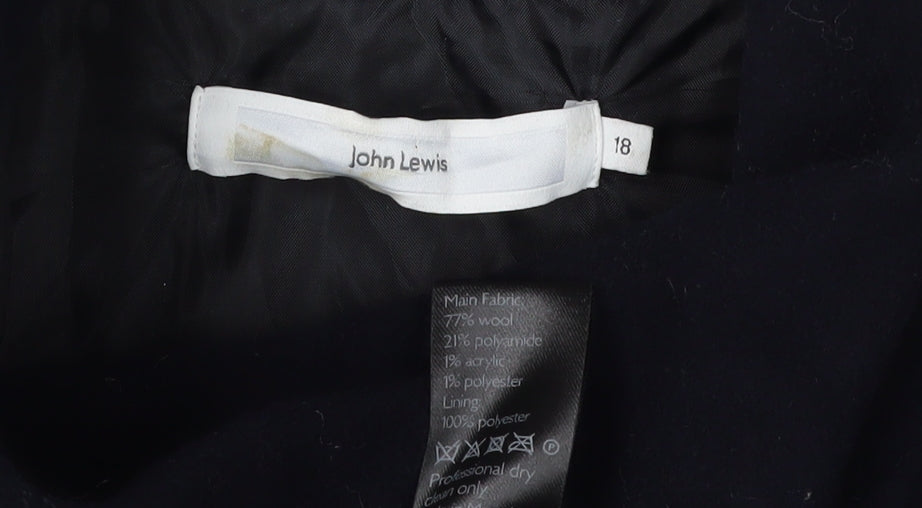 John Lewis
18
Main Fabric:
77% wool
21% polyamide
1% acrylic
1% polyester
Lining:
100% polyester
P
Professional dry
clean only